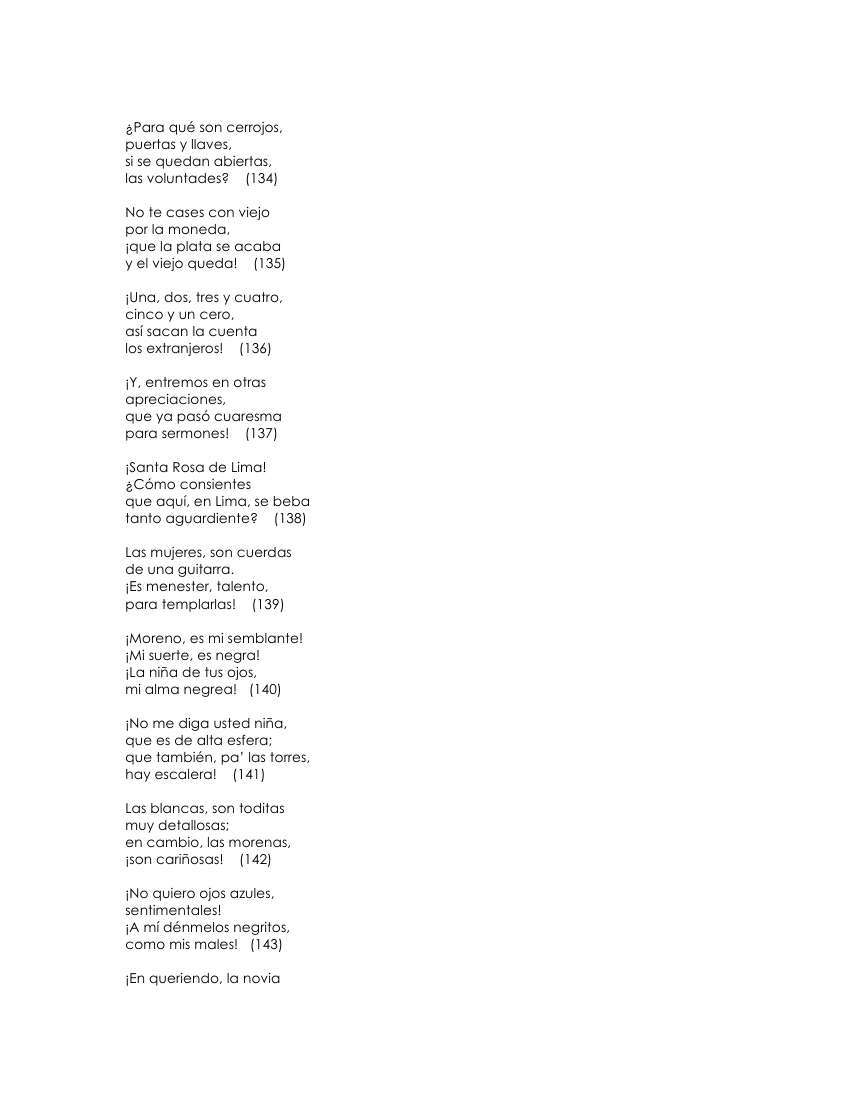 ¿Para qué son cerrojos,
puertas y llaves,
si se quedan abiertas,
las voluntades? (134)
No te cases con viejo
por la moneda,
¡que la plata se acaba
y el viejo queda! (135)
¡Una, dos, tres y cuatro,
cinco y un cero,
así sacan la cuenta
los extranjeros! (136)
¡Y, entremos en otras
apreciaciones,
que ya pasó cuaresma
para sermones! (137)
¡Santa Rosa de Lima!
¿Cómo consientes
que aquí, en Lima, se beba
tanto aguardiente? (138)
Las mujeres, son cuerdas
de una guitarra.
¡Es menester, talento,
para templarlas! (139)
¡Moreno, es mi semblante!
¡Mi suerte, es negra!
¡La niña de tus ojos,
mi alma negrea! (140)
¡No me diga usted niña,
que es de alta esfera;
que también, pa’ las torres,
hay escalera! (141)
Las blancas, son toditas
muy detallosas;
en cambio, las morenas,
¡son cariñosas! (142)
¡No quiero ojos azules,
sentimentales!
¡A mí dénmelos negritos,
como mis males! (143)
¡En queriendo, la novia